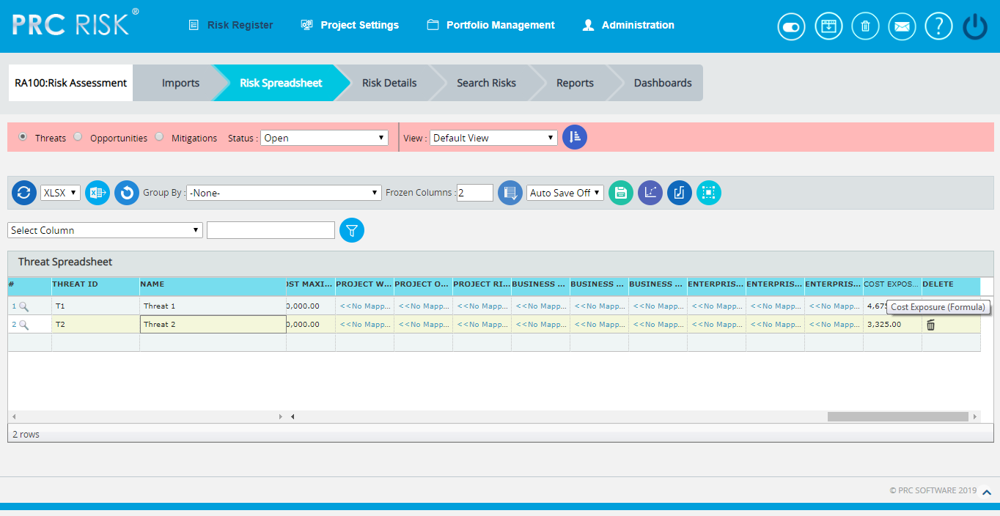 PRC RISK®
Risk Register Project Settings Portfolio Management Administration
RA100:Risk Assessment Imports Risk Spreadsheet Risk Details Search Risks Reports Dashboards
Threats Opportunities Mitigations Status : Open View : Default View
XLSX Group By : -None- Frozen Columns : 2 Auto Save Off
Select Column
Threat Spreadsheet
# THREAT ID NAME OST MAXI... PROJECT W... PROJECT O... PROJECT RI... BUSINESS ... BUSINESS ... BUSINESS ... ENTERPRIS... ENTERPRIS... ENTERPRIS... COST EXPOS... DELETE
1 T1 Threat 1 0,000.00 <<No Mapp... <<No Mapp... <<No Mapp... <<No Mapp... <<No Mapp... <<No Mapp... <<No Mapp... <<No Mapp... <<No Mapp... 4,675 Cost Exposure (Formula)
2 T2 Threat 2 0,000.00 <<No Mapp... <<No Mapp... <<No Mapp... <<No Mapp... <<No Mapp... <<No Mapp... <<No Mapp... <<No Mapp... <<No Mapp... 3,325.00
2 rows
© PRC SOFTWARE 2019